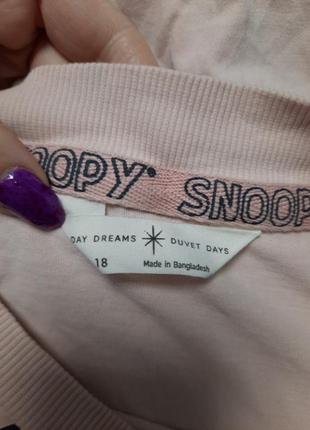 OOPY® SNOOP
DAY DREAMS DUVET DAYS
18 Made in Bangladesh